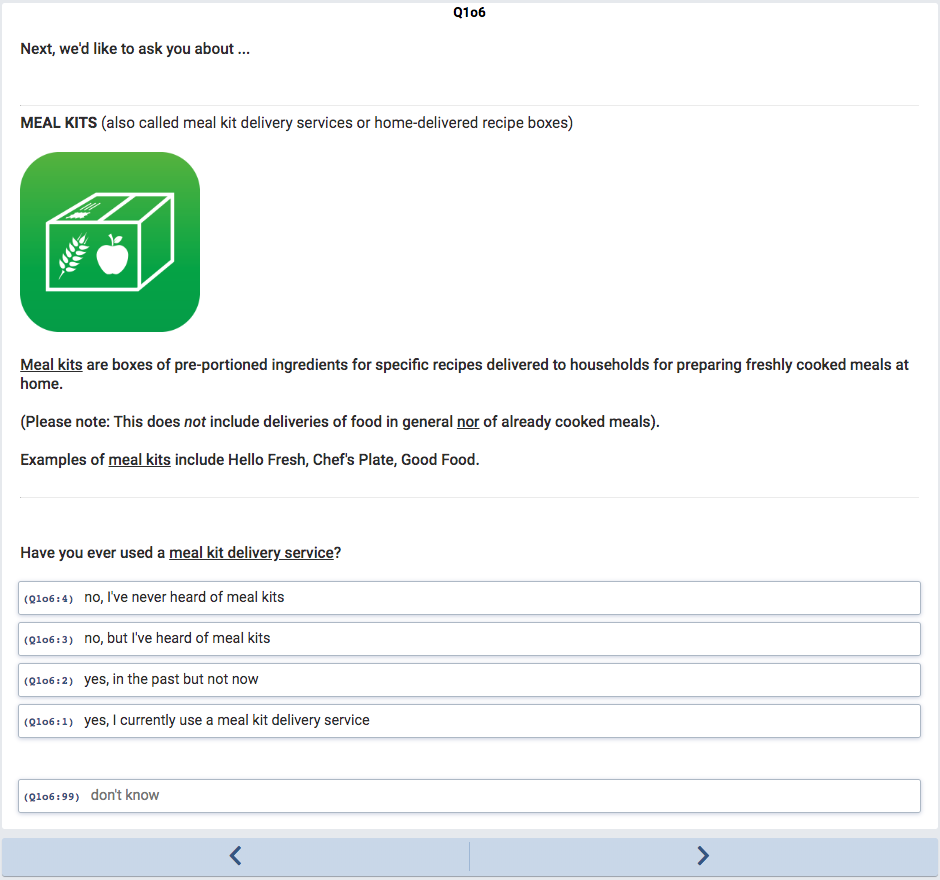 Q1o6
Next, we'd like to ask you about ...
MEAL KITS (also called meal kit delivery services or home-delivered recipe boxes)
Meal kits are boxes of pre-portioned ingredients for specific recipes delivered to households for preparing freshly cooked meals at
home.
(Please note: This does not include deliveries of food in general nor of already cooked meals).
Examples of meal kits include Hello Fresh, Chef's Plate, Good Food.
Have you ever used a meal kit delivery service?
(Q1o6:4) no, I've never heard of meal kits
(Q1o6:3) no, but I've heard of meal kits
(Q1o6:2) yes, in the past but not now
(Q1o6:1) yes, I currently use a meal kit delivery service
(Q1o6:99) don't know